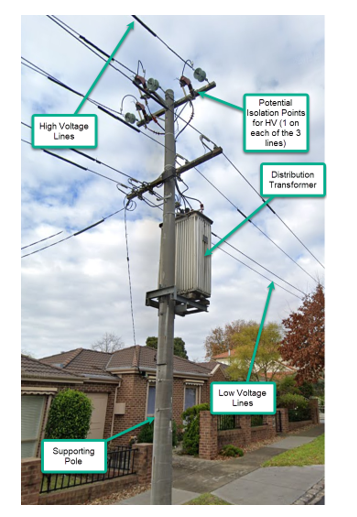 High Voltage
Lines
Potential
Isolation Points
for HV (1 on
each of the 3
lines)
Distribution
Transformer
Low Voltage
Lines
Supporting
Pole